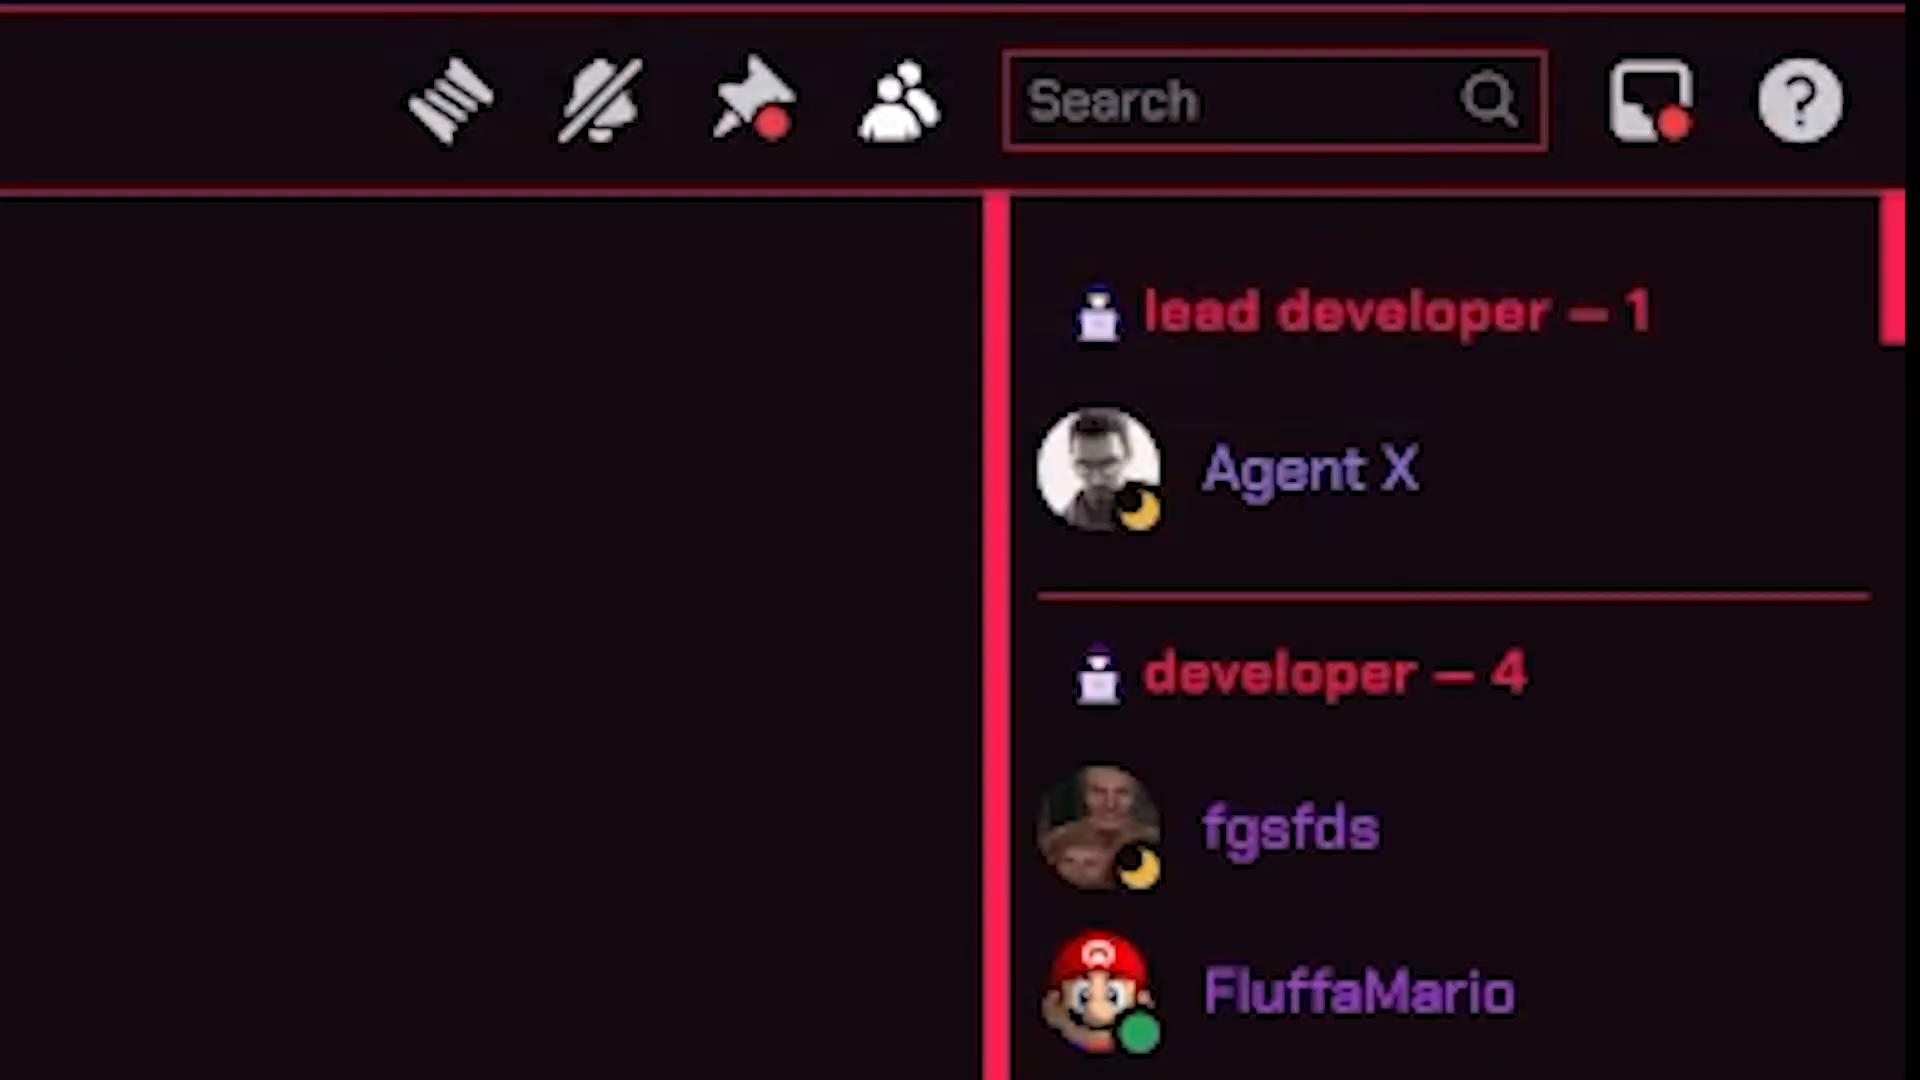 Search
lead developer — 1
Agent X
developer — 4
fgsfds
FluffaMario